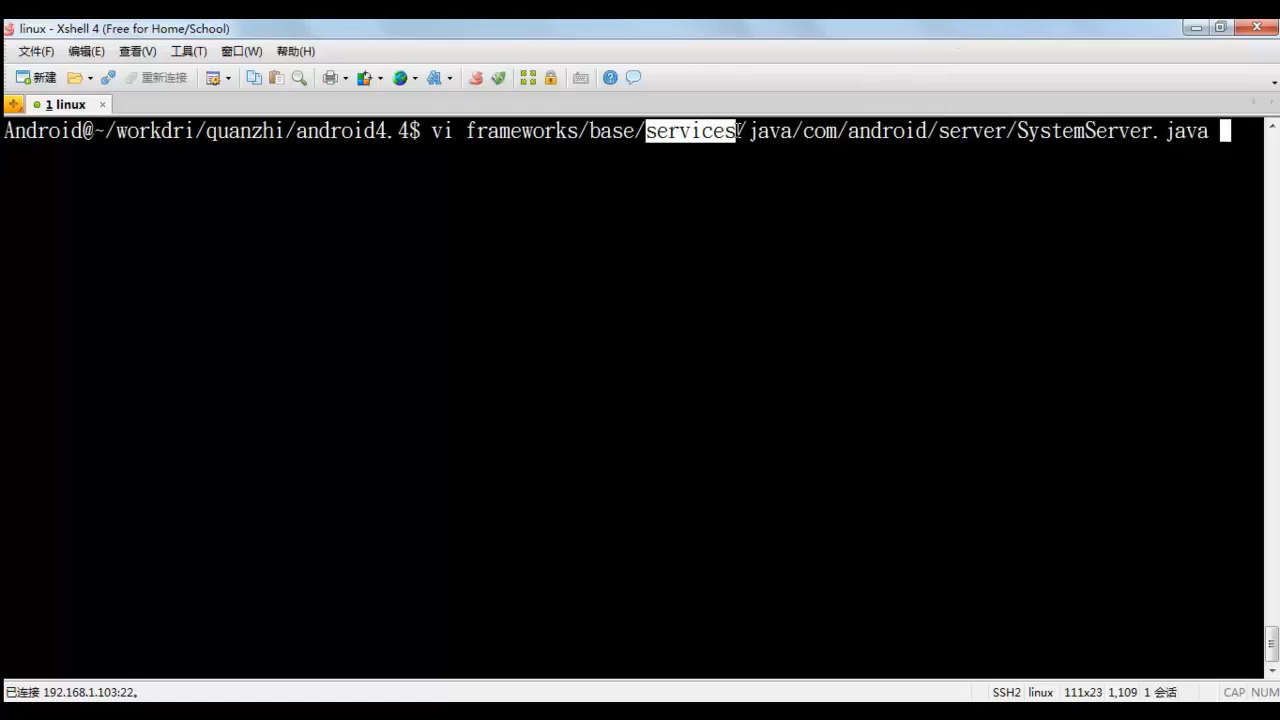 linux - Xshell 4 (Free for Home/School)
文件(F) 编辑(E) 查看(V) 工具(T) 窗口(W) 帮助(H)
新建 重新连接
1 linux
Android@~/workdri/quanzhi/android4.4$ vi frameworks/base/services/java/com/android/server/SystemServer.java
已连接 192.168.1.103:22。 SSH2 linux 111x23 1,109 1 会话 CAP NUM